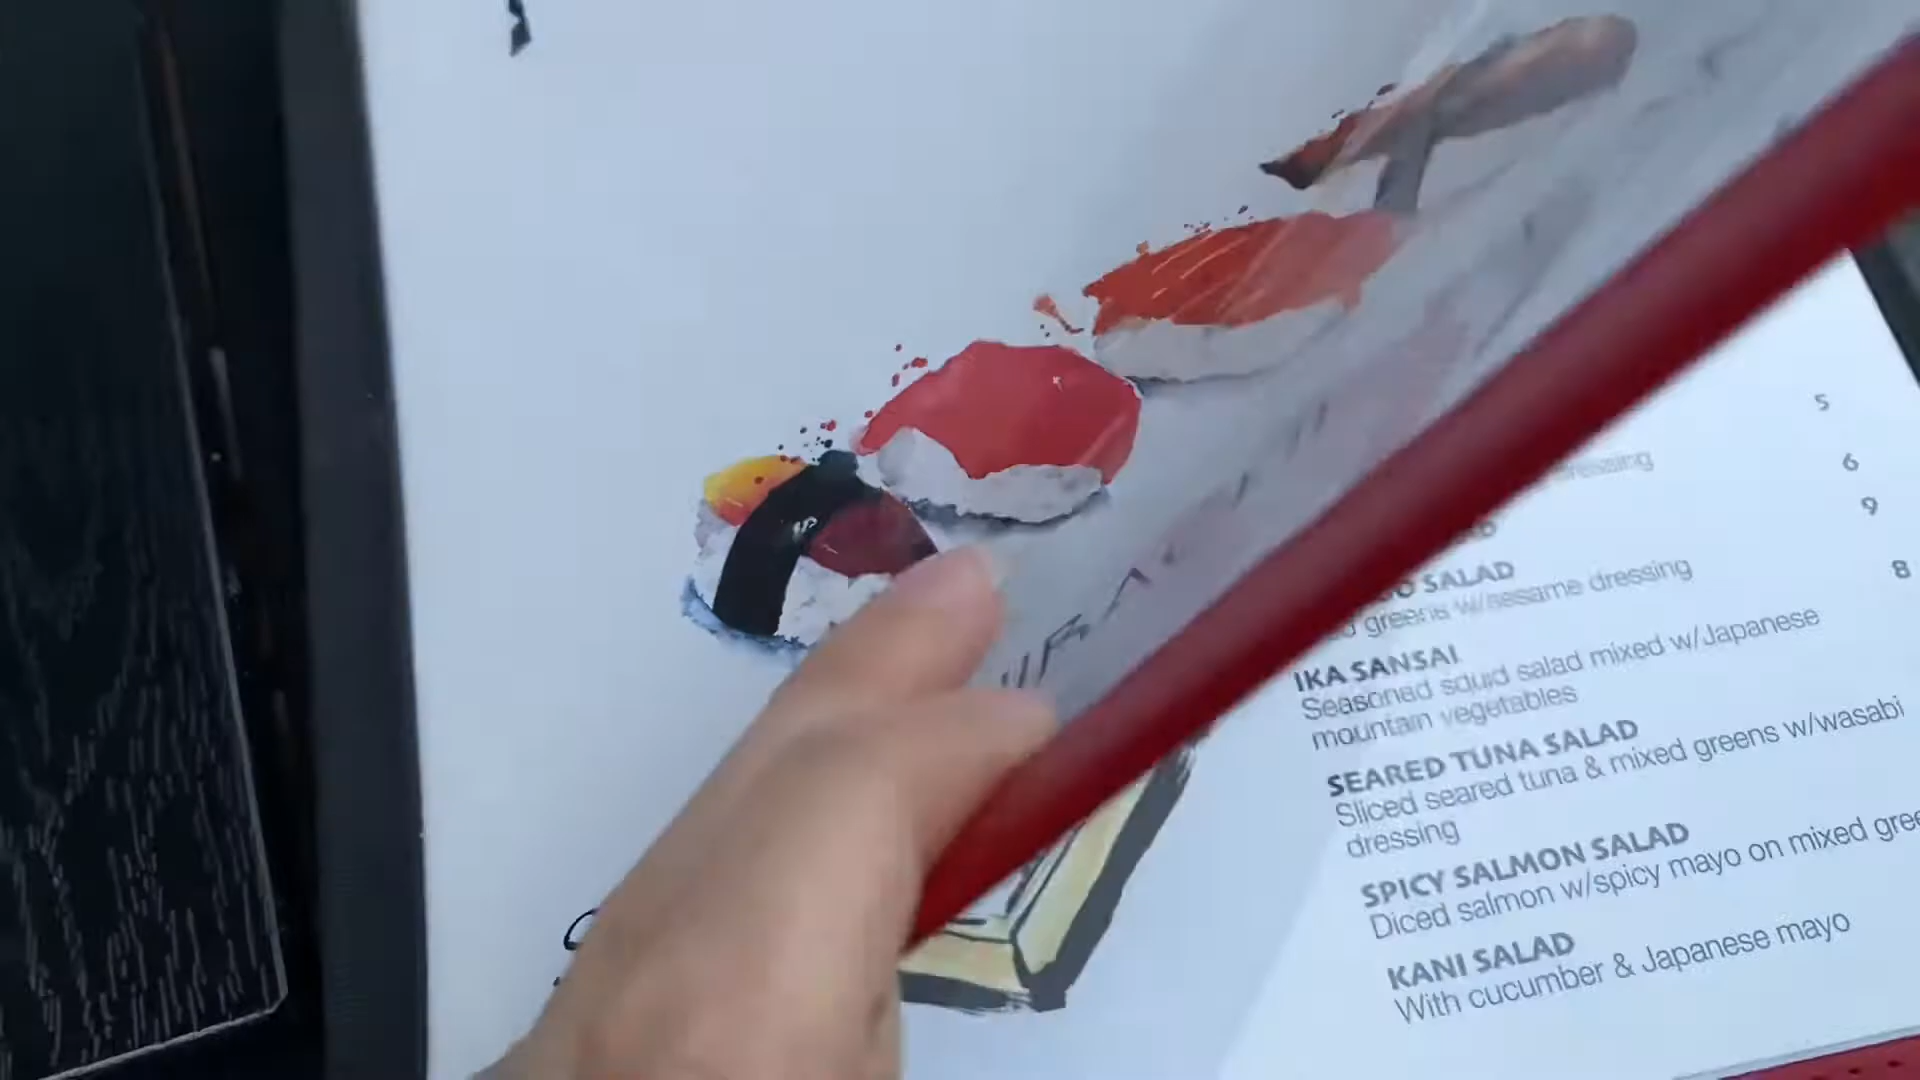 5
6
9
SALAD
greens w/sesame dressing
8
IKA SANSAI
Seasoned squid salad mixed w/Japanese
mountain vegetables
SEARED TUNA SALAD
Sliced seared tuna & mixed greens w/wasabi
dressing
SPICY SALMON SALAD
Diced salmon w/spicy mayo on mixed
KANI SALAD
With cucumber & Japanese mayo